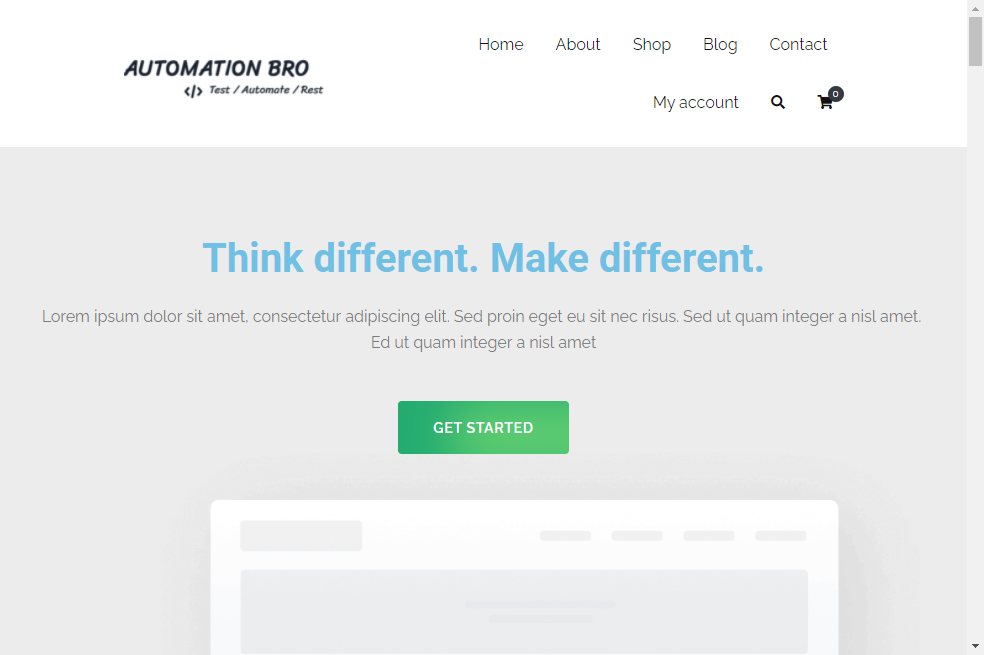 AUTOMATION BRO
</> Test / Automate / Rest
Home About Shop Blog Contact
My account 0
Think different. Make different.
Lorem ipsum dolor sit amet, consectetur adipiscing elit. Sed proin eget eu sit nec risus. Sed ut quam integer a nisl amet.
Ed ut quam integer a nisl amet
GET STARTED